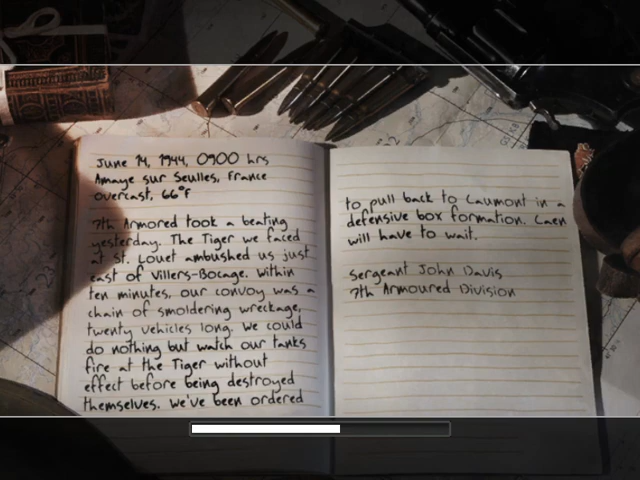 June 14, 1944, 0900 hrs
Amaye sur Seulles, France
Overcast, 66°F
7th Armored took a beating
yesterday. The Tiger we faced
at St. Louet ambushed us just
east of Villers-Bocage. Within
ten minutes, our convoy was a
chain of smoldering wreckage,
twenty vehicles long. We could
do nothing but watch our tanks
fire at the Tiger without
effect before being destroyed
themselves. We've been ordered
to pull back to Caumont in a
defensive box formation. Caen
will have to wait.
Sergeant John Davis
7th Armoured Division